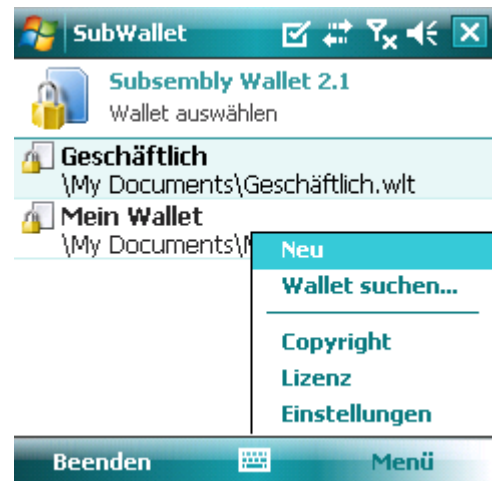 SubWallet
Subsembly Wallet 2.1
Wallet auswählen
Geschäftlich
\My Documents\Geschäftlich.wlt
Mein Wallet
\My Documents\
Neu
Wallet suchen...
Copyright
Lizenz
Einstellungen
Beenden
Menü